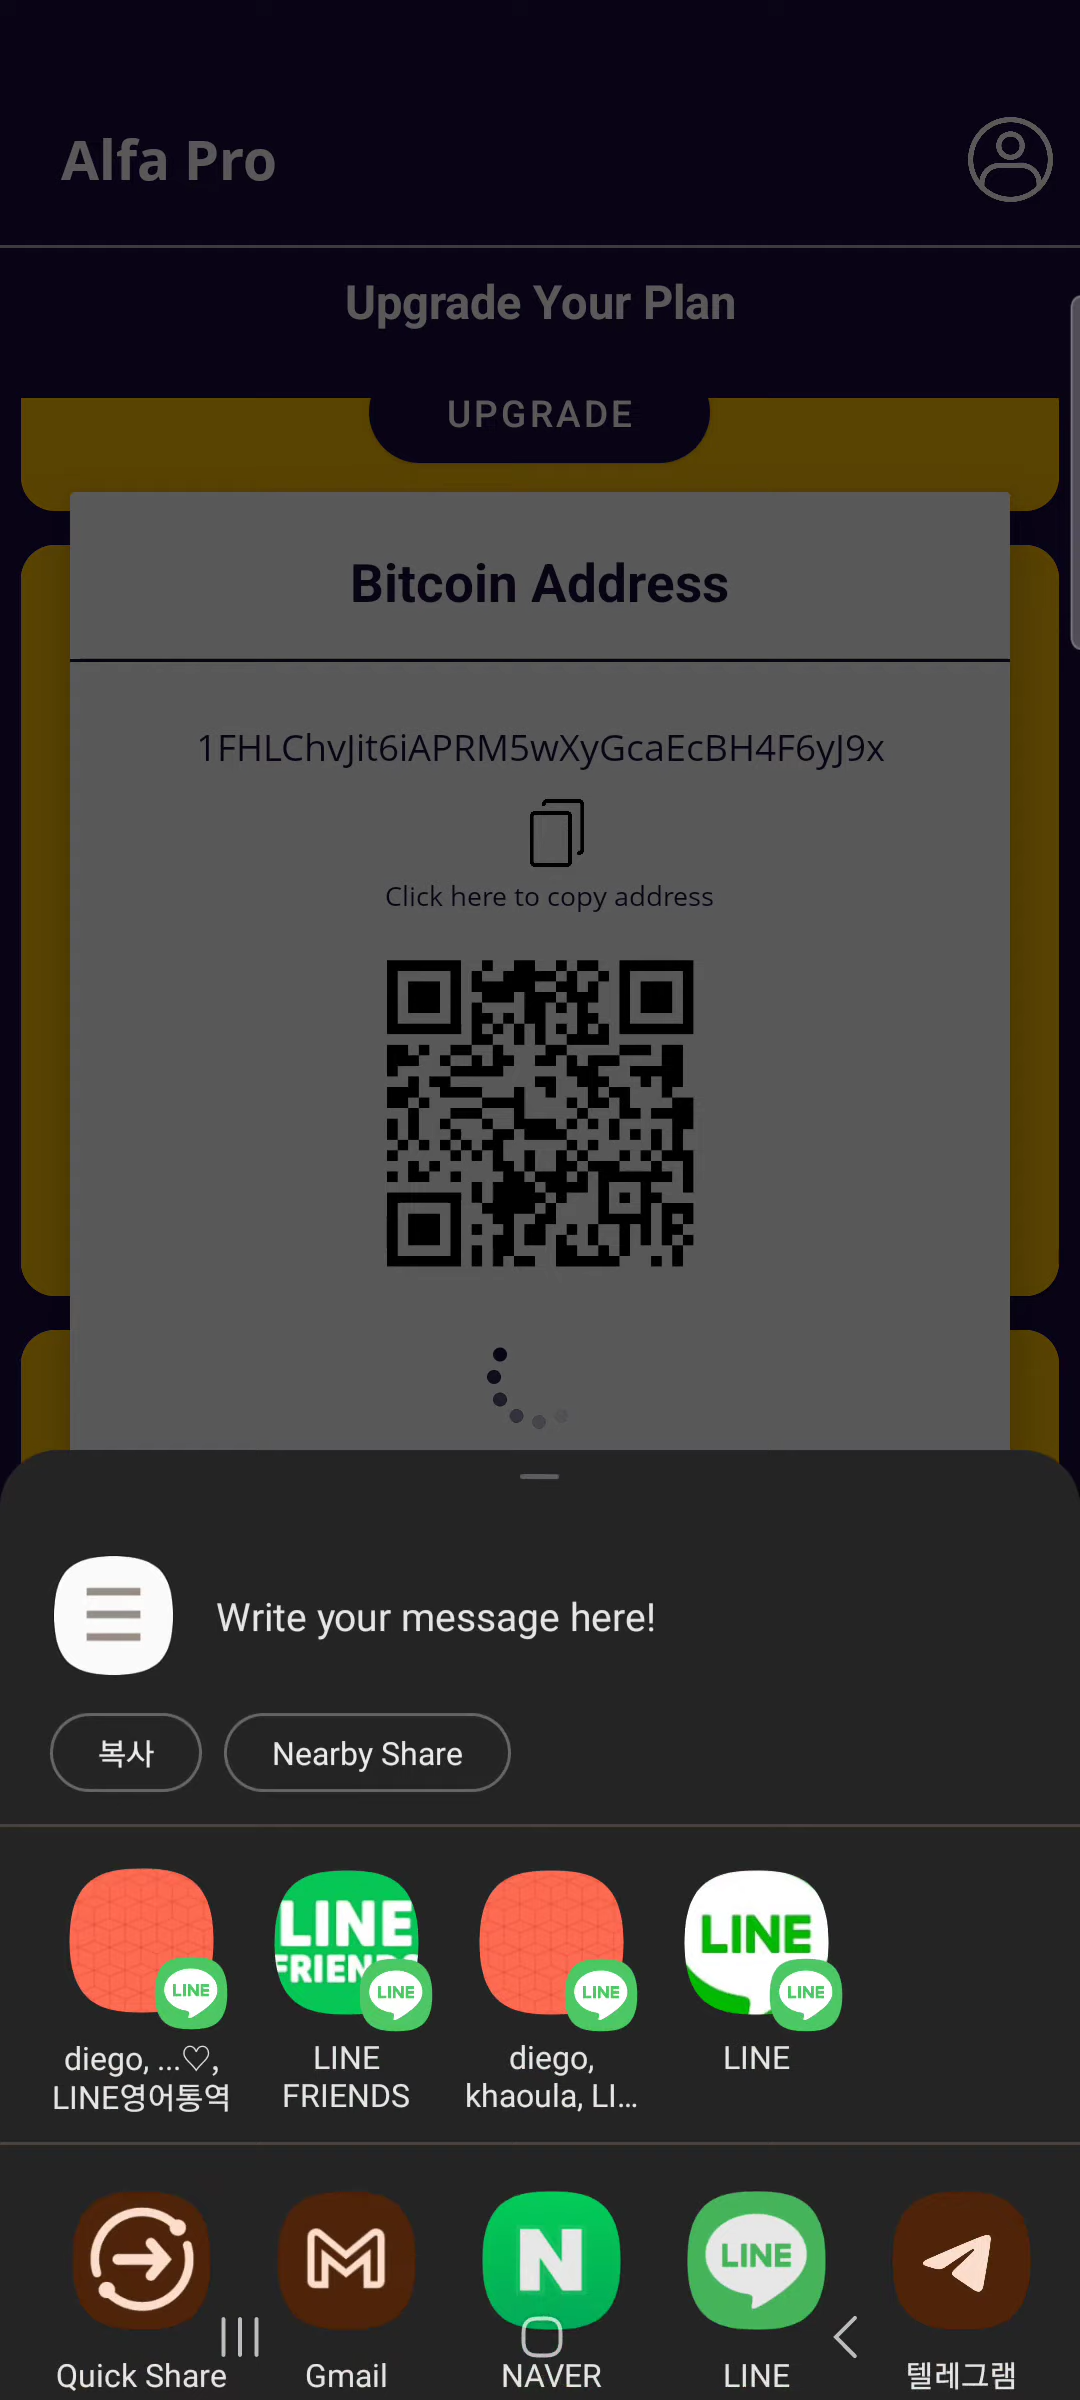 Alfa Pro
Upgrade Your Plan
UPGRADE
Bitcoin Address
1FHLChvJit6iAPRM5wXyGcaEcBH4F6yJ9x
Click here to copy address
Write your message here!
복사
Nearby Share
LINE
LINE
FRIENDS
LINE
LINE
LINE
LINE
diego, ...♡,
LINE영어통역
LINE
FRIENDS
diego,
khaoula, LI...
LINE
N
LINE
Quick Share
Gmail
NAVER
LINE
텔레그램